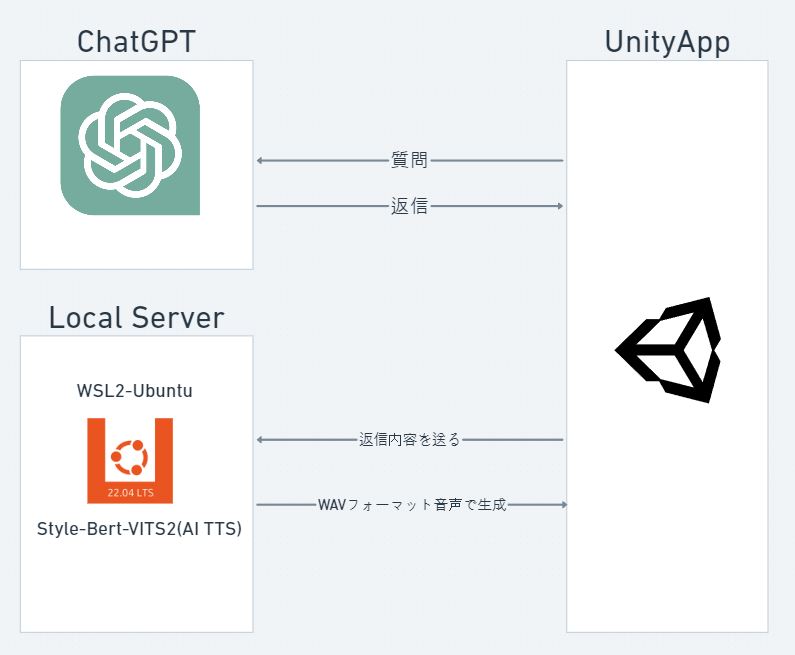 ChatGPT
UnityApp
質問
返信
Local Server
WSL2-Ubuntu
22.04 LTS
Style-Bert-VITS2(AI TTS)
返信内容を送る
WAVフォーマット音声で生成